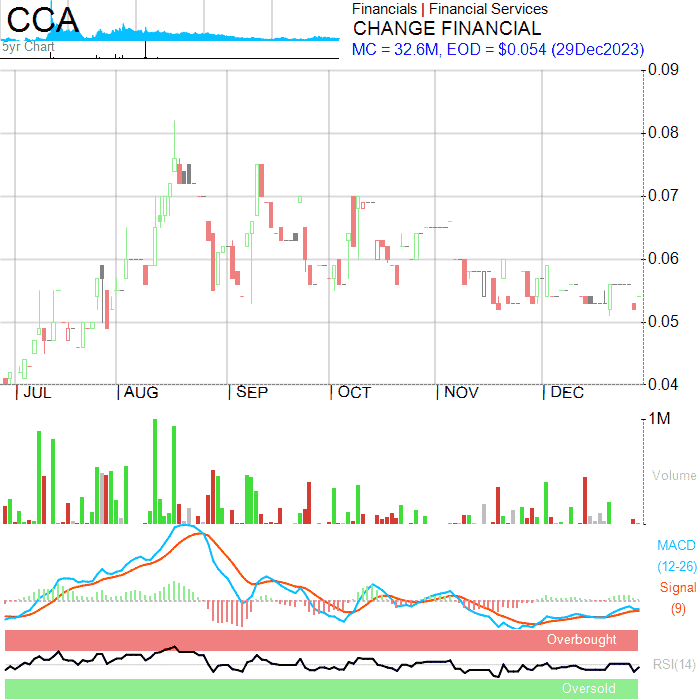 CCA
5yr Chart
Financials | Financial Services
CHANGE FINANCIAL
MC = 32.6M, EOD = $0.054 (29Dec2023)
0.09
0.08
0.07
0.06
0.05
0.04
JUL AUG SEP OCT NOV DEC
1M
Volume
MACD
(12-26)
Signal
(9)
Overbought
RSI(14)
Oversold